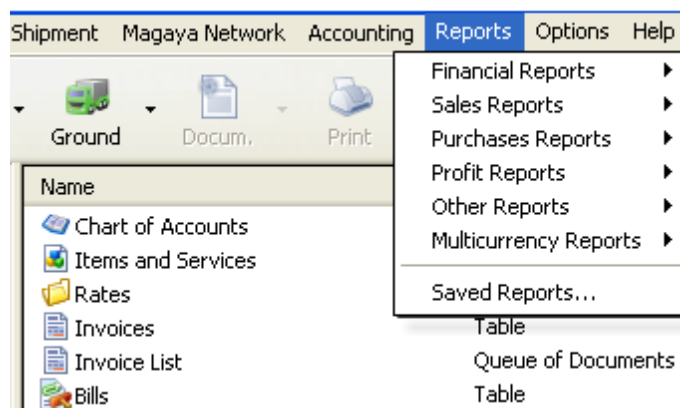 Shipment Magaya Network Accounting Reports Options Help
Financial Reports
Sales Reports
Purchases Reports
Profit Reports
Other Reports
Multicurrency Reports
Saved Reports...
Ground Docum. Print
Name
Chart of Accounts
Items and Services
Rates
Invoices Table
Invoice List Queue of Documents
Bills Table